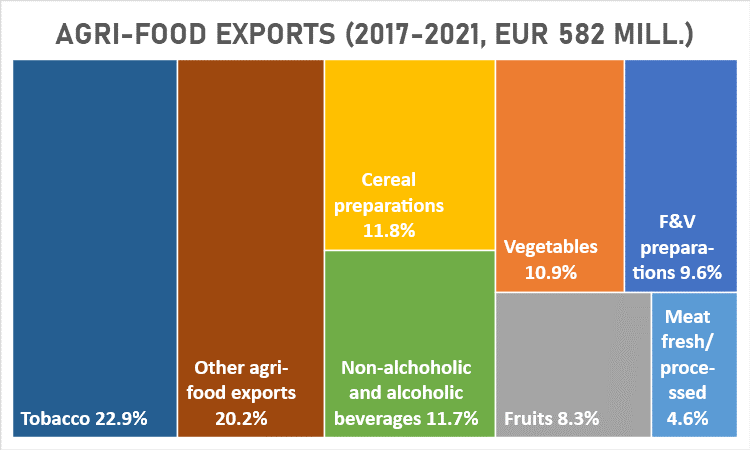 AGRI-FOOD EXPORTS (2017-2021, EUR 582 MILL.)
Tobacco 22.9%
Other agri-
food exports
20.2%
Cereal
preparations
11.8%
Non-alchoholic
and alcoholic
beverages 11.7%
Vegetables
10.9%
F&V
prepara-
tions 9.6%
Fruits 8.3%
Meat
fresh/
proce-
ssed
4.6%